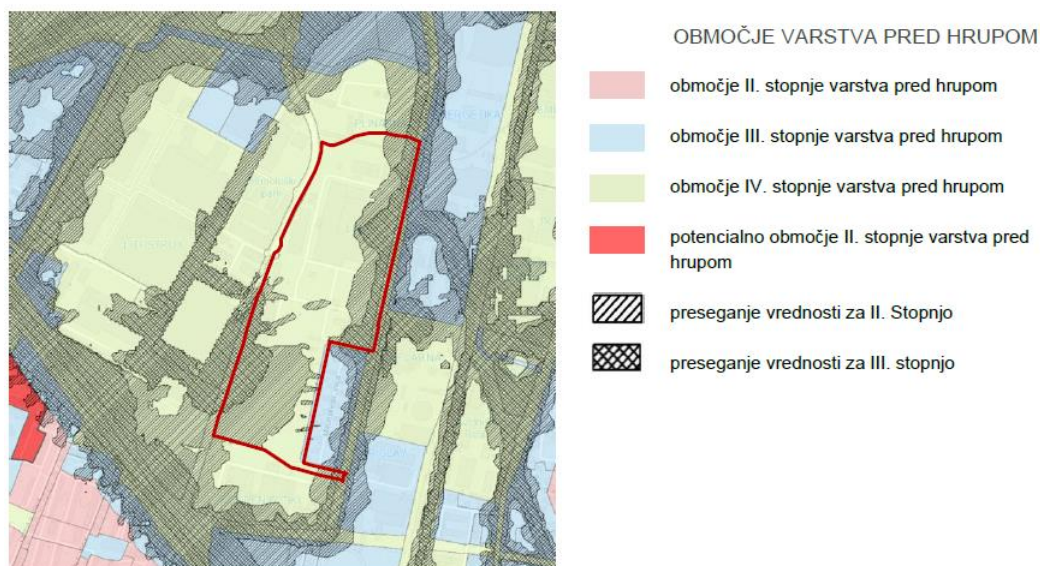 OBMOČJE VARSTVA PRED HRUPOM
območje II. stopnje varstva pred hrupom
območje III. stopnje varstva pred hrupom
območje IV. stopnje varstva pred hrupom
potencialno območje II. stopnje varstva pred
hrupom
preseganje vrednosti za II. Stopnjo
preseganje vrednosti za III. stopnjo